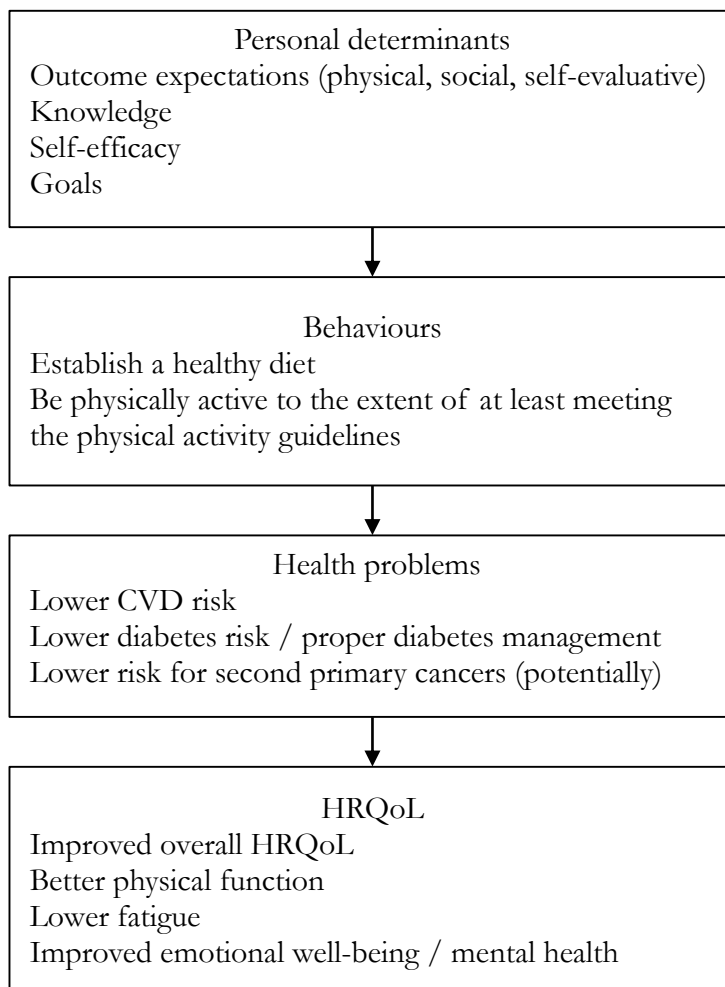 Personal determinants
Outcome expectations (physical, social, self-evaluative)
Knowledge
Self-efficacy
Goals
Behaviours
Establish a healthy diet
Be physically active to the extent of at least meeting
the physical activity guidelines
Health problems
Lower CVD risk
Lower diabetes risk / proper diabetes management
Lower risk for second primary cancers (potentially)
HRQoL
Improved overall HRQoL
Better physical function
Lower fatigue
Improved emotional well-being / mental health